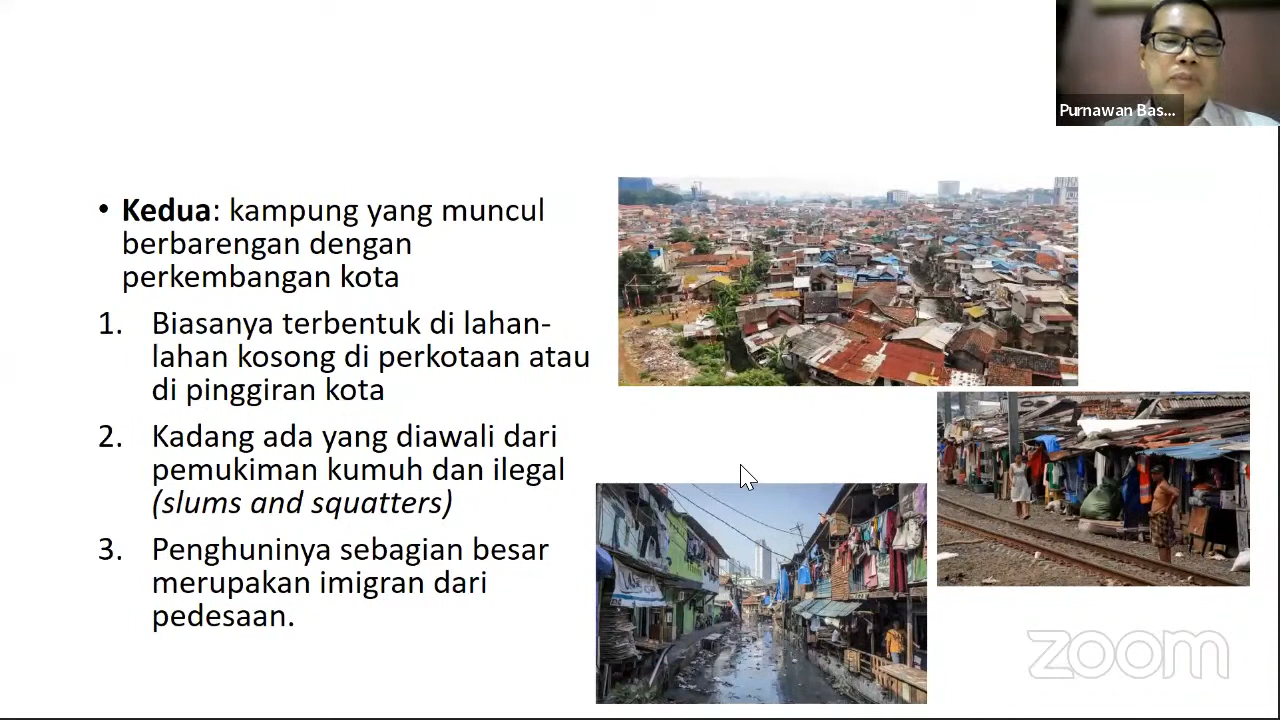 Purnawan Bas...
• Kedua: kampung yang muncul
berbarengan dengan
perkembangan kota
1. Biasanya terbentuk di lahan-
lahan kosong di perkotaan atau
di pinggiran kota
2. Kadang ada yang diawali dari
pemukiman kumuh dan ilegal
(slums and squatters)
3. Penghuninya sebagian besar
merupakan imigran dari
pedesaan.
zoom